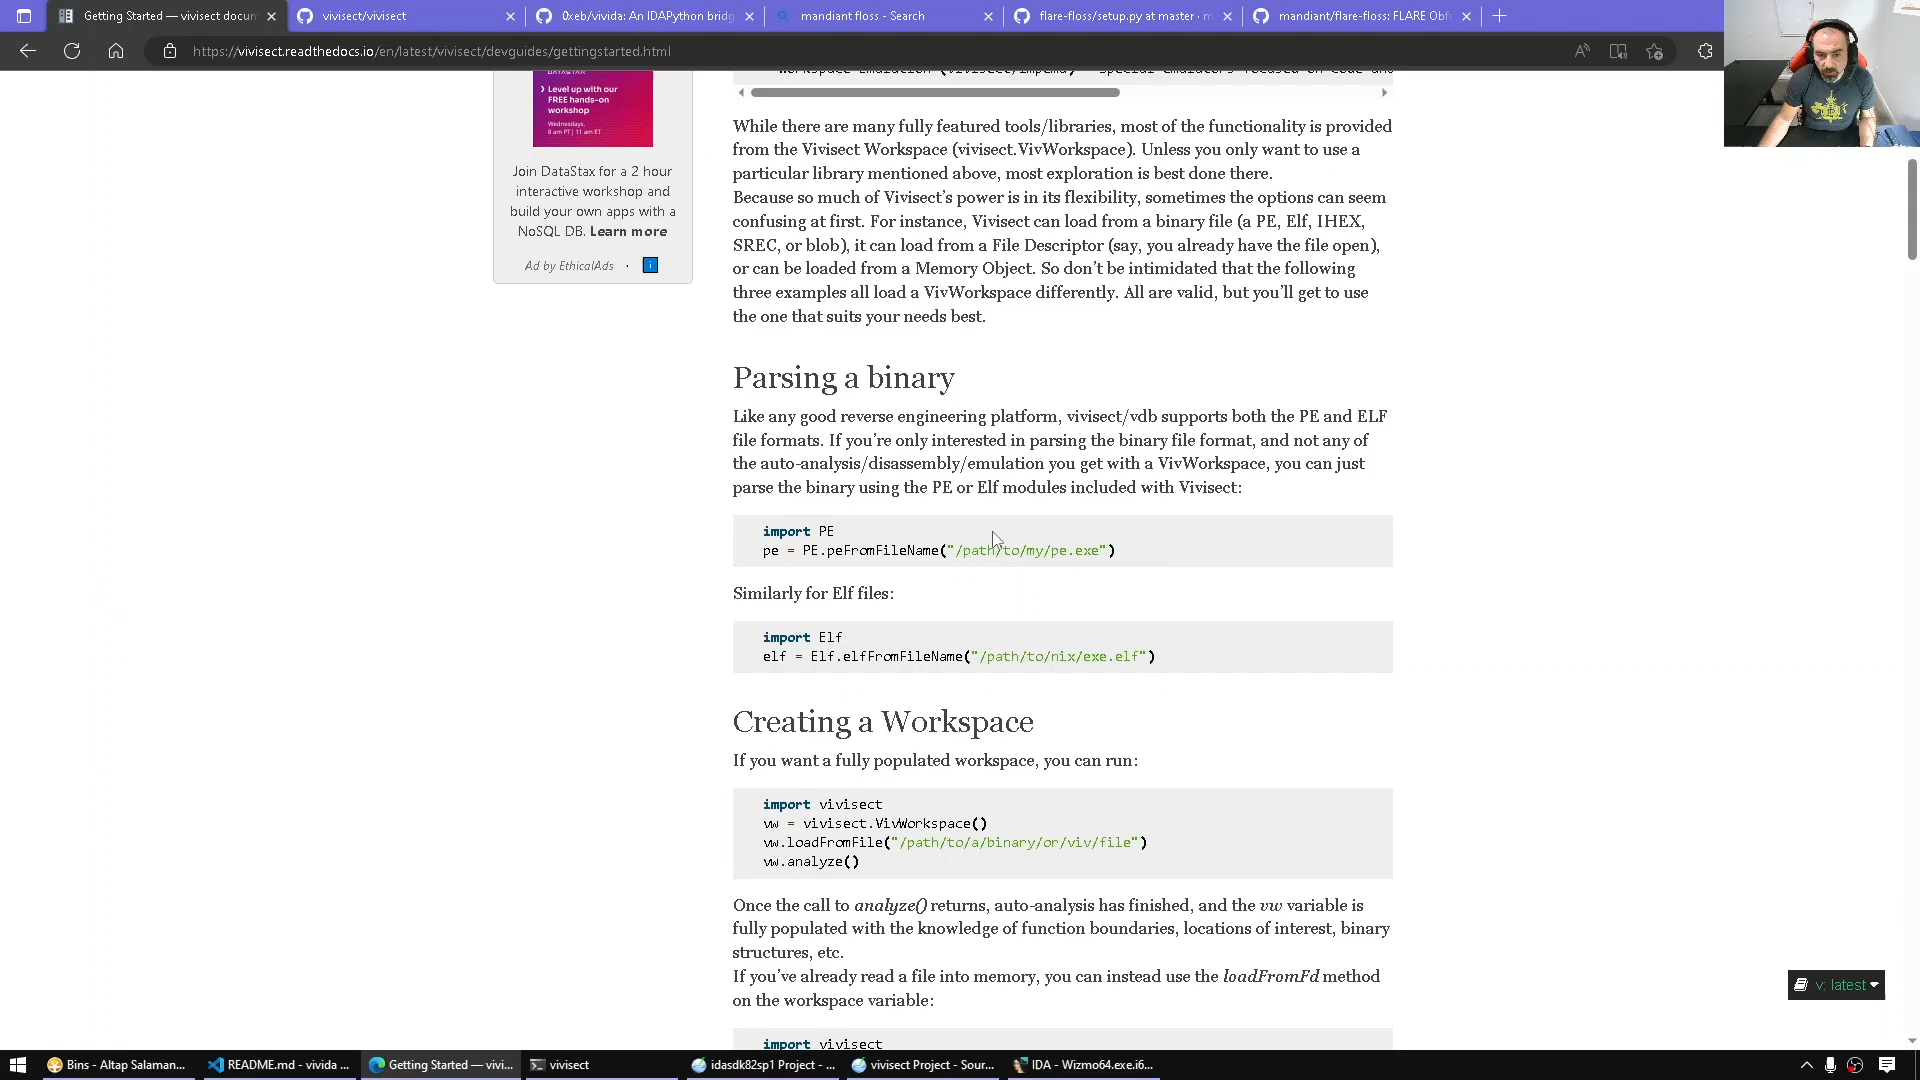 Getting Started — vivisect docun
vivisect/vivisect
0xeb/vivida: An IDAPython bridg
mandiant floss - Search
flare-floss/setup.py at master · m
mandiant/flare-floss: FLARE Obf
https://vivisect.readthedocs.io/en/latest/vivisect/devguides/gettingstarted.html
Level up with our
FREE hands-on
workshop
Wednesdays,
8 am PT | 11 am ET
Join DataStax for a 2 hour
interactive workshop and
build your own apps with a
NoSQL DB. Learn more
Ad by EthicalAds ·
While there are many fully featured tools/libraries, most of the functionality is provided
from the Vivisect Workspace (vivisect.VivWorkspace). Unless you only want to use a
particular library mentioned above, most exploration is best done there.
Because so much of Vivisect’s power is in its flexibility, sometimes the options can seem
confusing at first. For instance, Vivisect can load from a binary file (a PE, Elf, IHEX,
SREC, or blob), it can load from a File Descriptor (say, you already have the file open),
or can be loaded from a Memory Object. So don’t be intimidated that the following
three examples all load a VivWorkspace differently. All are valid, but you’ll get to use
the one that suits your needs best.
Parsing a binary
Like any good reverse engineering platform, vivisect/vdb supports both the PE and ELF
file formats. If you’re only interested in parsing the binary file format, and not any of
the auto-analysis/disassembly/emulation you get with a VivWorkspace, you can just
parse the binary using the PE or Elf modules included with Vivisect:
import PE
pe = PE.peFromFileName("/path/to/my/pe.exe")
Similarly for Elf files:
import Elf
elf = Elf.elfFromFileName("/path/to/nix/exe.elf")
Creating a Workspace
If you want a fully populated workspace, you can run:
import vivisect
vw = vivisect.VivWorkspace()
vw.loadFromFile("/path/to/a/binary/or/viv/file")
vw.analyze()
Once the call to analyze() returns, auto-analysis has finished, and the vw variable is
fully populated with the knowledge of function boundaries, locations of interest, binary
structures, etc.
If you’ve already read a file into memory, you can instead use the loadFromFd method
on the workspace variable:
import vivisect
v: latest
Bins - Altap Salaman...
README.md - vivida ...
Getting Started — vivi...
vivisect
idasdk82sp1 Project - ...
vivisect Project - Sour...
IDA - Wizmo64.exe.i6...